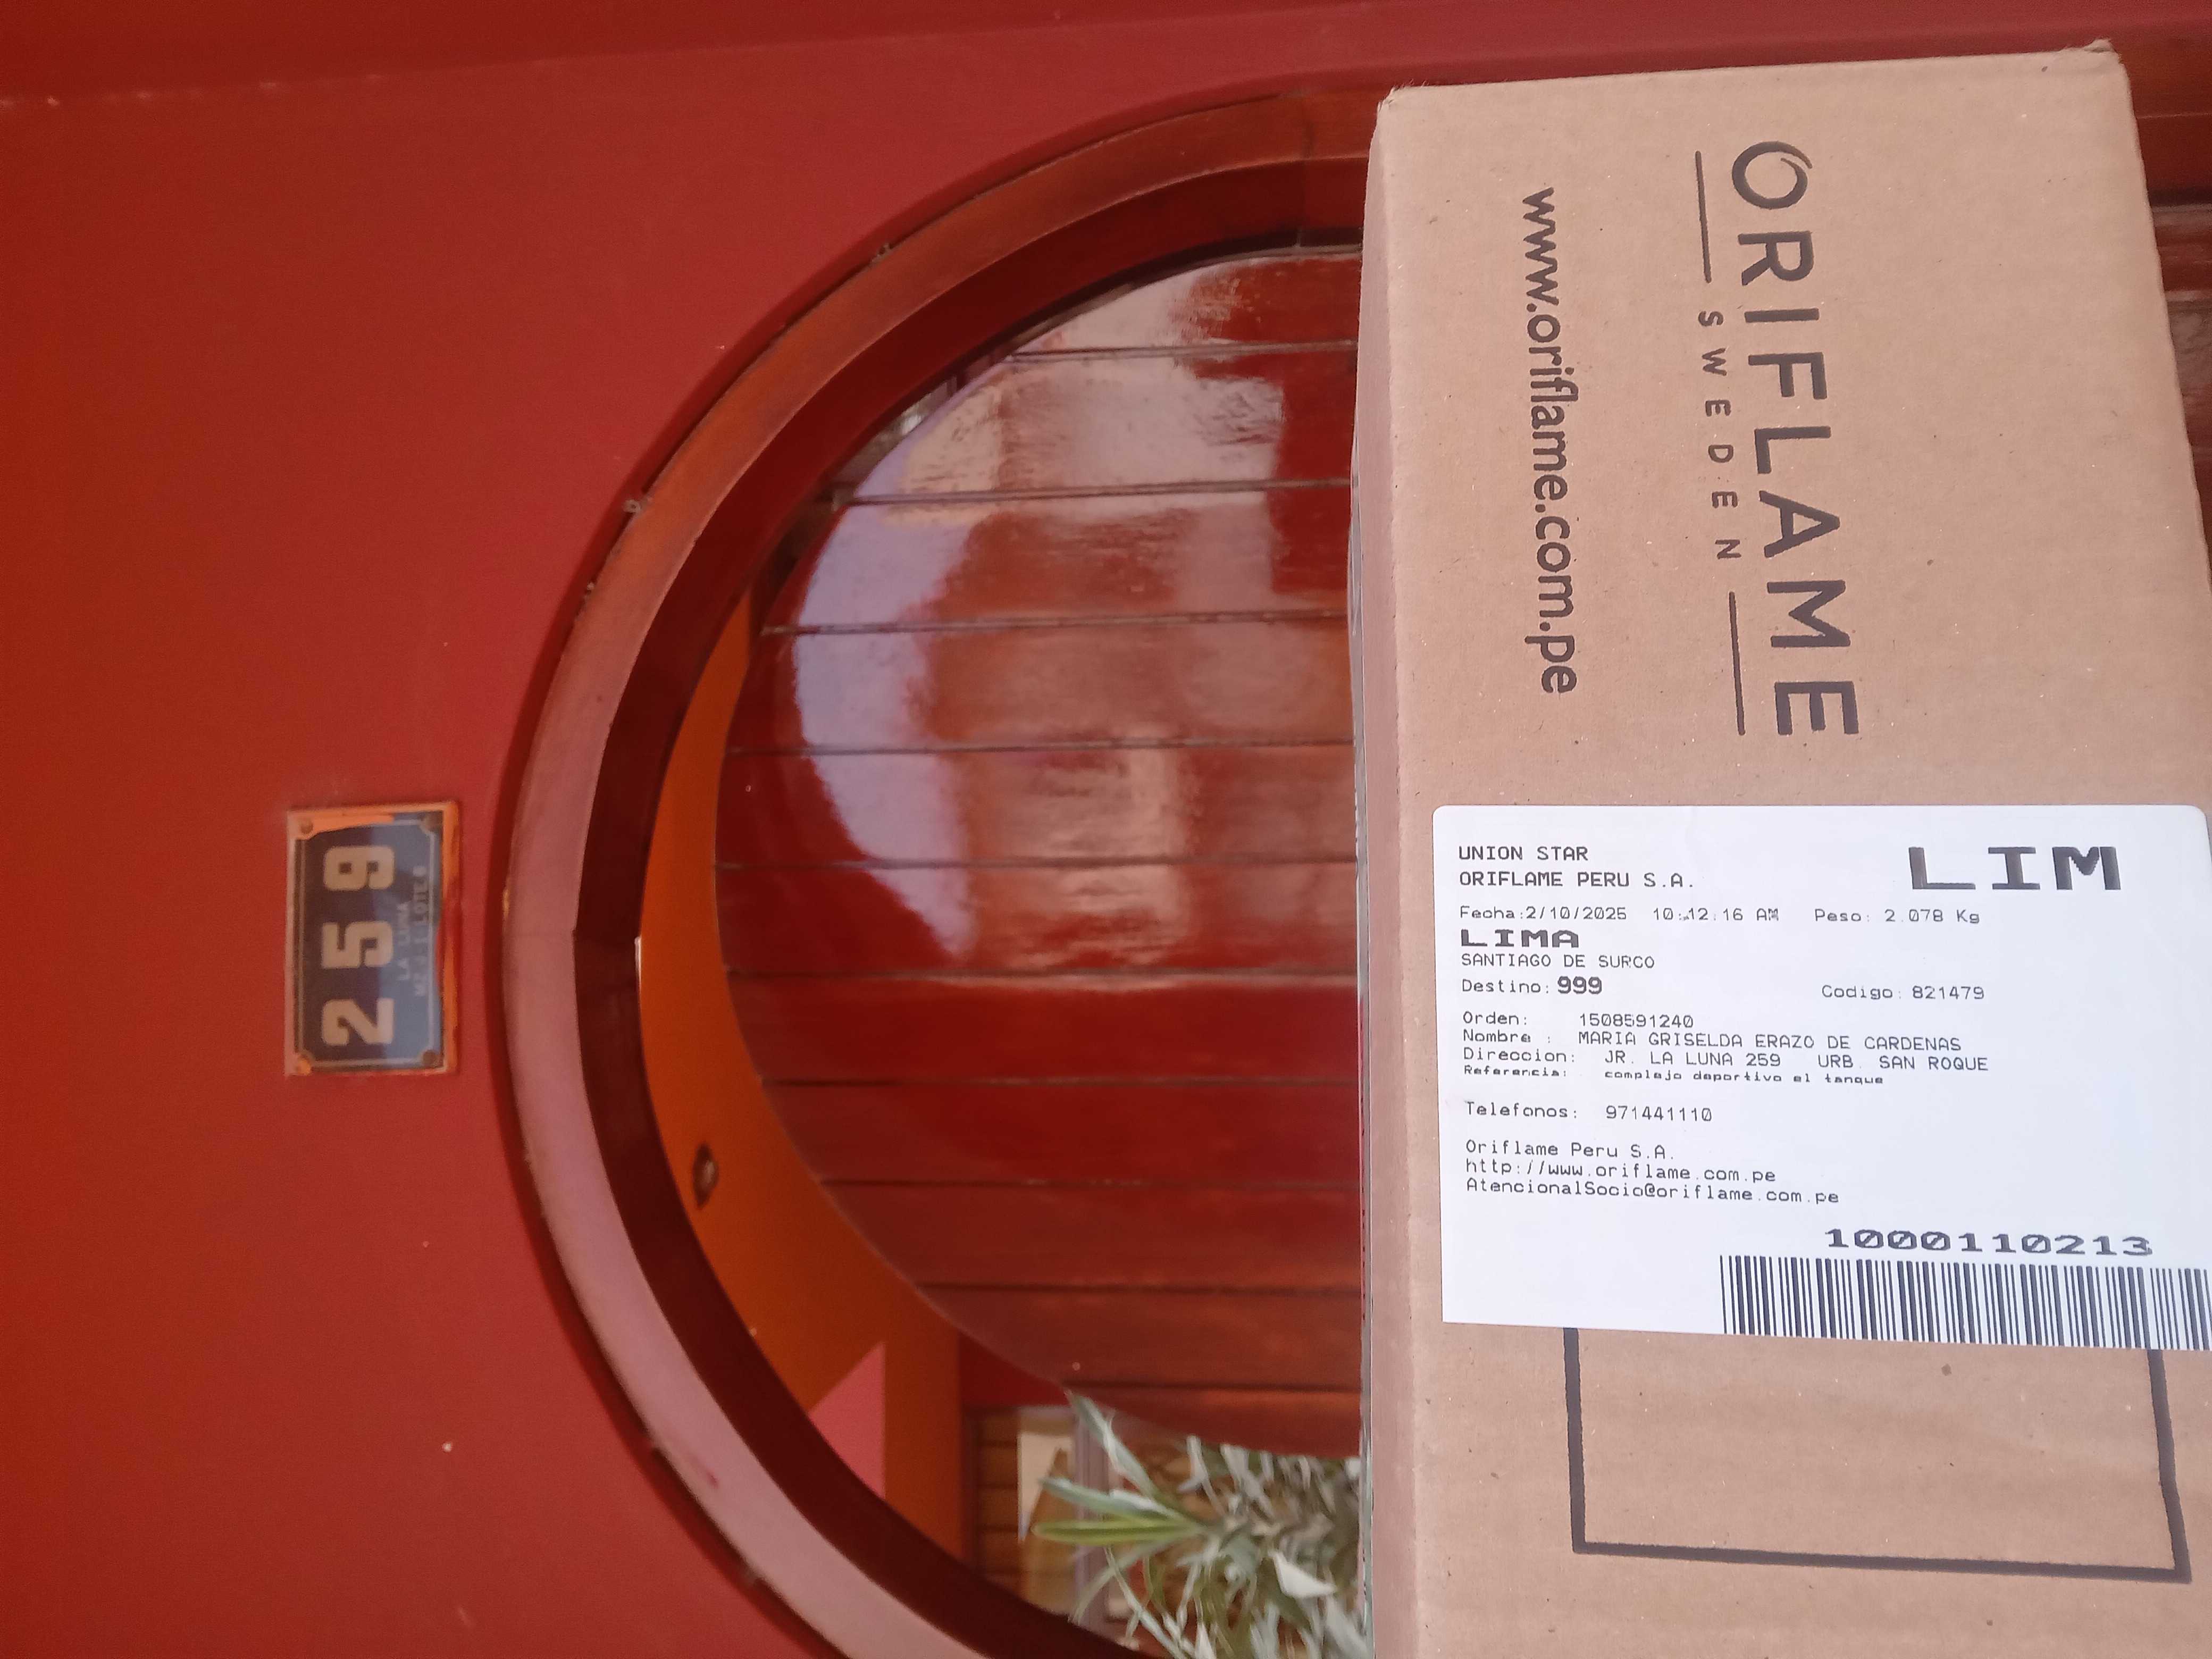 259
LA LUNA
ORIFLAME
SWEDEN
www.oriflame.com.pe
UNION STAR
LIM
ORIFLAME PERU S.A.
Fecha:2/10/2025 10:12:16 AM Peso: 2.078 Kg
LIMA
SANTIAGO DE SURCO
Destino: 999 Codigo: 821479
Orden: 1508591240
Nombre : MARIA GRISELDA ERAZO DE CARDENAS
Direccion: JR. LA LUNA 259 URB. SAN ROQUE
Referencia: complejo deportivo el tanque
Telefonos: 971441110
Oriflame Peru S.A.
http://www.oriflame.com.pe
AtencionalSocio@oriflame.com.pe
1000110213